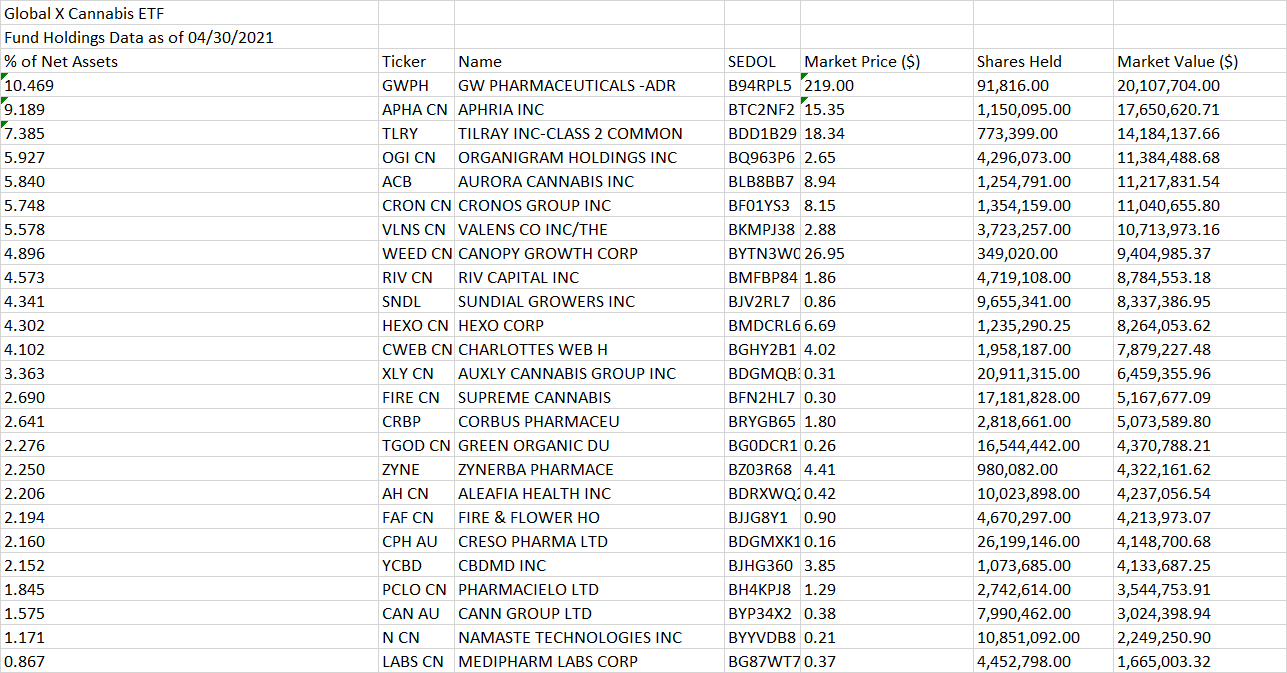 Global X Cannabis ETF
Fund Holdings Data as of 04/30/2021
% of Net Assets Ticker Name SEDOL Market Price ($) Shares Held Market Value ($)
10.469 GWPH GW PHARMACEUTICALS -ADR B94RPL5 219.00 91,816.00 20,107,704.00
9.189 APHA CN APHRIA INC BTC2NF2 15.35 1,150,095.00 17,650,620.71
7.385 TLRY TILRAY INC-CLASS 2 COMMON BDD1B29 18.34 773,399.00 14,184,137.66
5.927 OGI CN ORGANIGRAM HOLDINGS INC BQ963P6 2.65 4,296,073.00 11,384,488.68
5.840 ACB AURORA CANNABIS INC BLB8BB7 8.94 1,254,791.00 11,217,831.54
5.748 CRON CN CRONOS GROUP INC BF01YS3 8.15 1,354,159.00 11,040,655.80
5.578 VLNS CN VALENS CO INC/THE BKMPJ38 2.88 3,723,257.00 10,713,973.16
4.896 WEED CN CANOPY GROWTH CORP BYTN3W0 26.95 349,020.00 9,404,985.37
4.573 RIV CN RIV CAPITAL INC BMFBP84 1.86 4,719,108.00 8,784,553.18
4.341 SNDL SUNDIAL GROWERS INC BJV2RL7 0.86 9,655,341.00 8,337,386.95
4.302 HEXO CN HEXO CORP BMDCRL6 6.69 1,235,290.25 8,264,053.62
4.102 CWEB CN CHARLOTTES WEB H BGHY2B1 4.02 1,958,187.00 7,879,227.48
3.363 XLY CN AUXLY CANNABIS GROUP INC BDGMQB 0.31 20,911,315.00 6,459,355.96
2.690 FIRE CN SUPREME CANNABIS BFN2HL7 0.30 17,181,828.00 5,167,677.09
2.641 CRBP CORBUS PHARMACEU BRYGB65 1.80 2,818,661.00 5,073,589.80
2.276 TGOD CN GREEN ORGANIC DU BG0DCR1 0.26 16,544,442.00 4,370,788.21
2.250 ZYNE ZYNERBA PHARMACE BZ03R68 4.41 980,082.00 4,322,161.62
2.206 AH CN ALEAFIA HEALTH INC BDRXWQ 0.42 10,023,898.00 4,237,056.54
2.194 FAF CN FIRE & FLOWER HO BJJG8Y1 0.90 4,670,297.00 4,213,973.07
2.160 CPH AU CRESO PHARMA LTD BDGMXK1 0.16 26,199,146.00 4,148,700.68
2.152 YCBD CBDMD INC BJHG360 3.85 1,073,685.00 4,133,687.25
1.845 PCLO CN PHARMACIELO LTD BH4KPJ8 1.29 2,742,614.00 3,544,753.91
1.575 CAN AU CANN GROUP LTD BYP34X2 0.38 7,990,462.00 3,024,398.94
1.171 N CN NAMASTE TECHNOLOGIES INC BYYVDB8 0.21 10,851,092.00 2,249,250.90
0.867 LABS CN MEDIPHARM LABS CORP BG87WT7 0.37 4,452,798.00 1,665,003.32